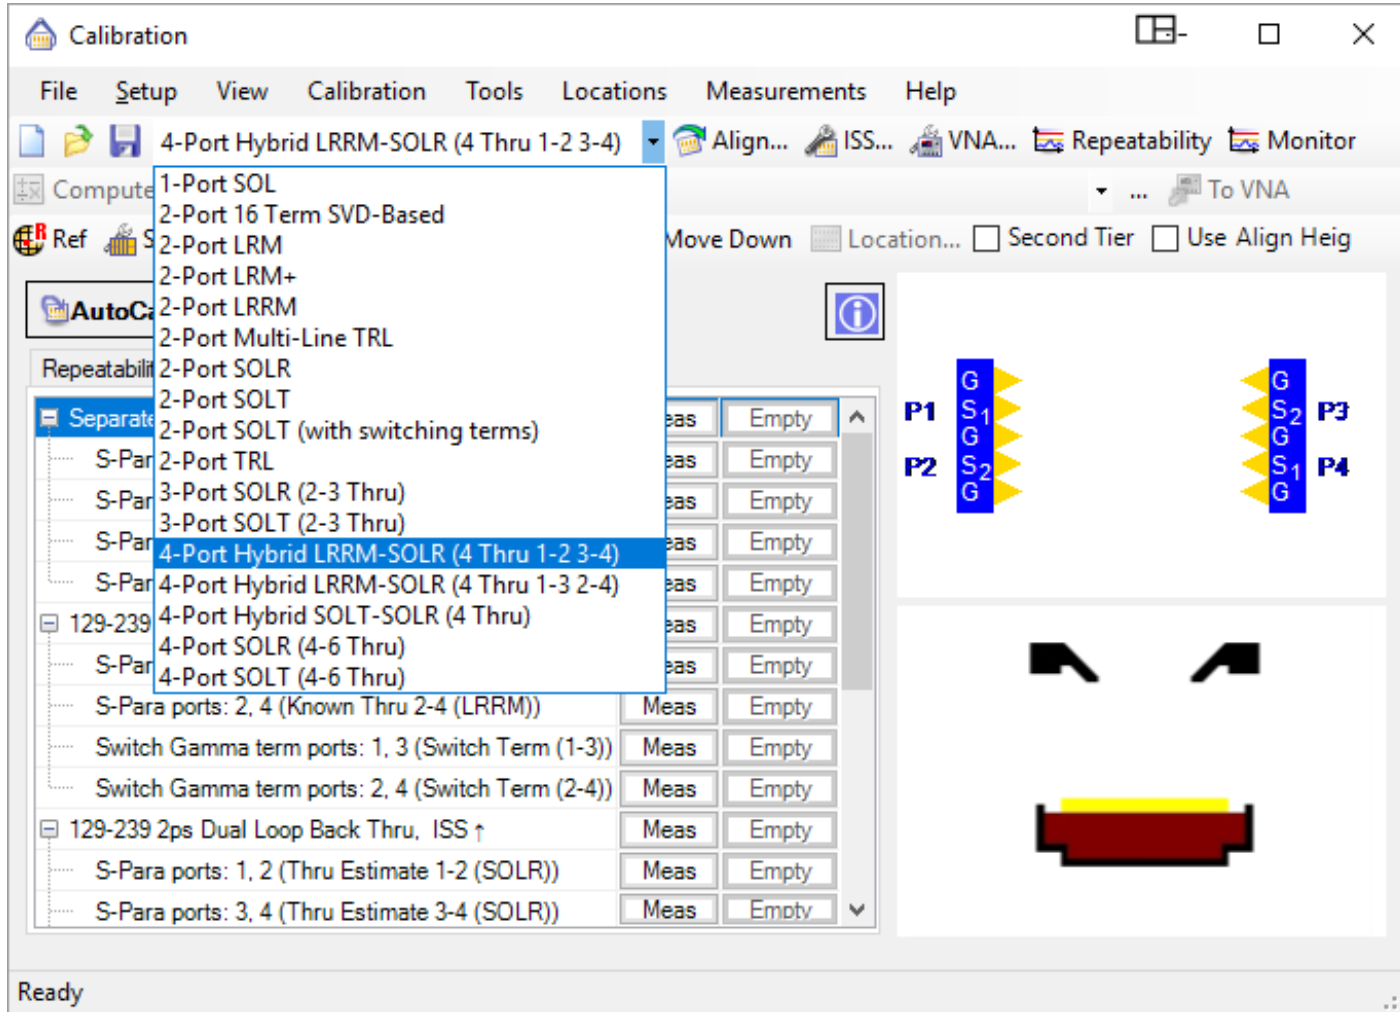 Calibration
File Setup View Calibration Tools Locations Measurements Help
4-Port Hybrid LRRM-SOLR (4 Thru 1-2 3-4) Align... ISS... VNA... Repeatability Monitor
Compute ... To VNA
Ref S Move Down Location... Second Tier Use Align Heig
1-Port SOL
2-Port 16 Term SVD-Based
2-Port LRM
2-Port LRM+
2-Port LRRM
2-Port Multi-Line TRL
2-Port SOLR
2-Port SOLT
2-Port SOLT (with switching terms)
2-Port TRL
3-Port SOLR (2-3 Thru)
3-Port SOLT (2-3 Thru)
4-Port Hybrid LRRM-SOLR (4 Thru 1-2 3-4)
4-Port Hybrid LRRM-SOLR (4 Thru 1-3 2-4)
4-Port Hybrid SOLT-SOLR (4 Thru)
4-Port SOLR (4-6 Thru)
4-Port SOLT (4-6 Thru)
AutoCa
Repeatabilit
Separate eas Empty
S-Par eas Empty
S-Par eas Empty
S-Par eas Empty
S-Par eas Empty
129-239 eas Empty
S-Par eas Empty
S-Para ports: 2, 4 (Known Thru 2-4 (LRRM)) Meas Empty
Switch Gamma term ports: 1, 3 (Switch Term (1-3)) Meas Empty
Switch Gamma term ports: 2, 4 (Switch Term (2-4)) Meas Empty
129-239 2ps Dual Loop Back Thru, ISS ↑ Meas Empty
S-Para ports: 1, 2 (Thru Estimate 1-2 (SOLR)) Meas Empty
S-Para ports: 3, 4 (Thru Estimate 3-4 (SOLR)) Meas Empty
G G
P1 S1 S2 P3
G G
P2 S2 S1 P4
G G
Ready